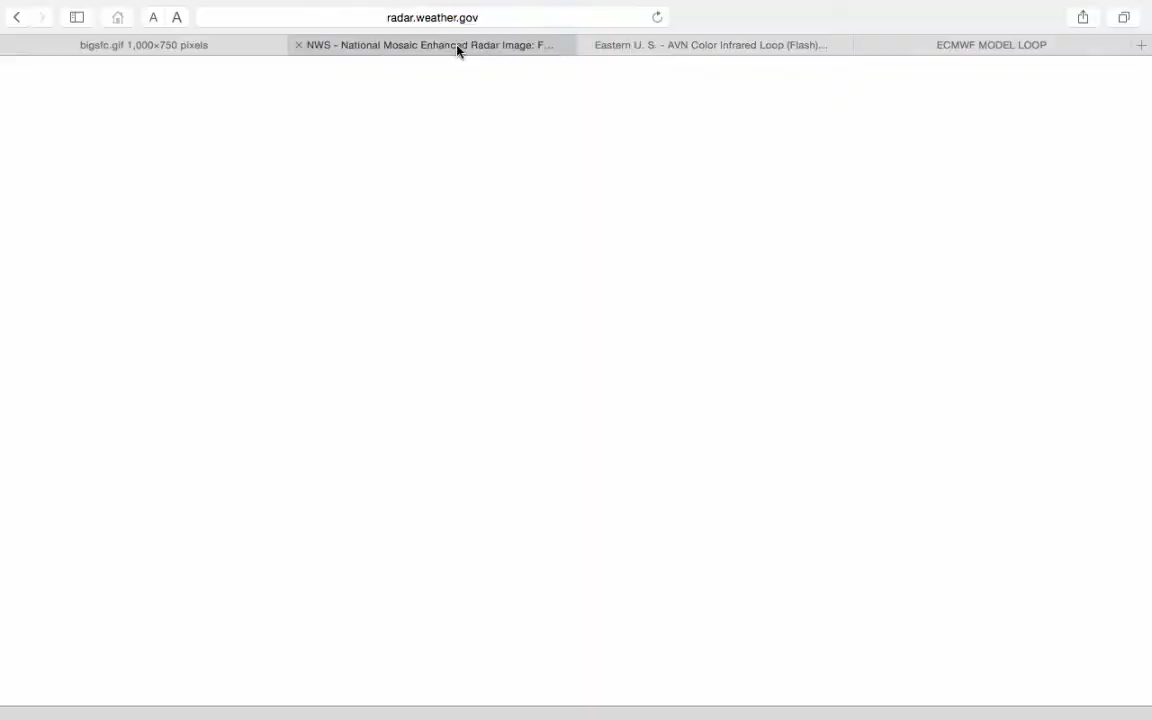 A A radar.weather.gov
bigsfc.gif 1,000×750 pixels
NWS - National Mosaic Enhanced Radar Image: F...
Eastern U. S. - AVN Color Infrared Loop (Flash)...
ECMWF MODEL LOOP